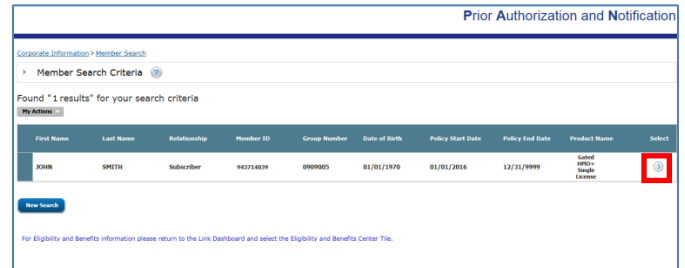 Prior Authorization and Notification
Corporate Information > Member Search
> Member Search Criteria ?
Found "1 results" for your search criteria
My Actions
First Name Last Name Relationship Member ID Group Number Date of Birth Policy Start Date Policy End Date Product Name Select
JOHN SMITH Subscriber 943714039 0909005 01/01/1970 01/01/2016 12/31/9999 Gated
HMO+
Single
License
New Search
For Eligibility and Benefits information please return to the Link Dashboard and select the Eligibility and Benefits Center Tile.